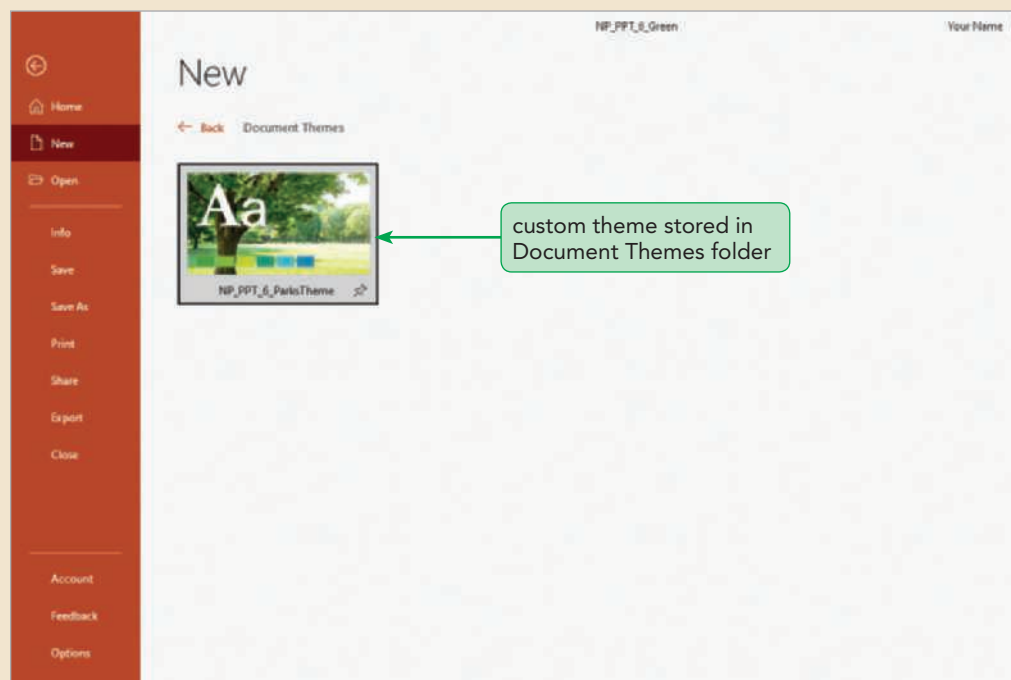 NP_PPT_6_Green
Your Name
New
Home
← Back Document Themes
New
Open
Aa
custom theme stored in
Document Themes folder
Info
Save
NP_PPT_6_ParksTheme
Save As
Print
Share
Export
Close
Account
Feedback
Options